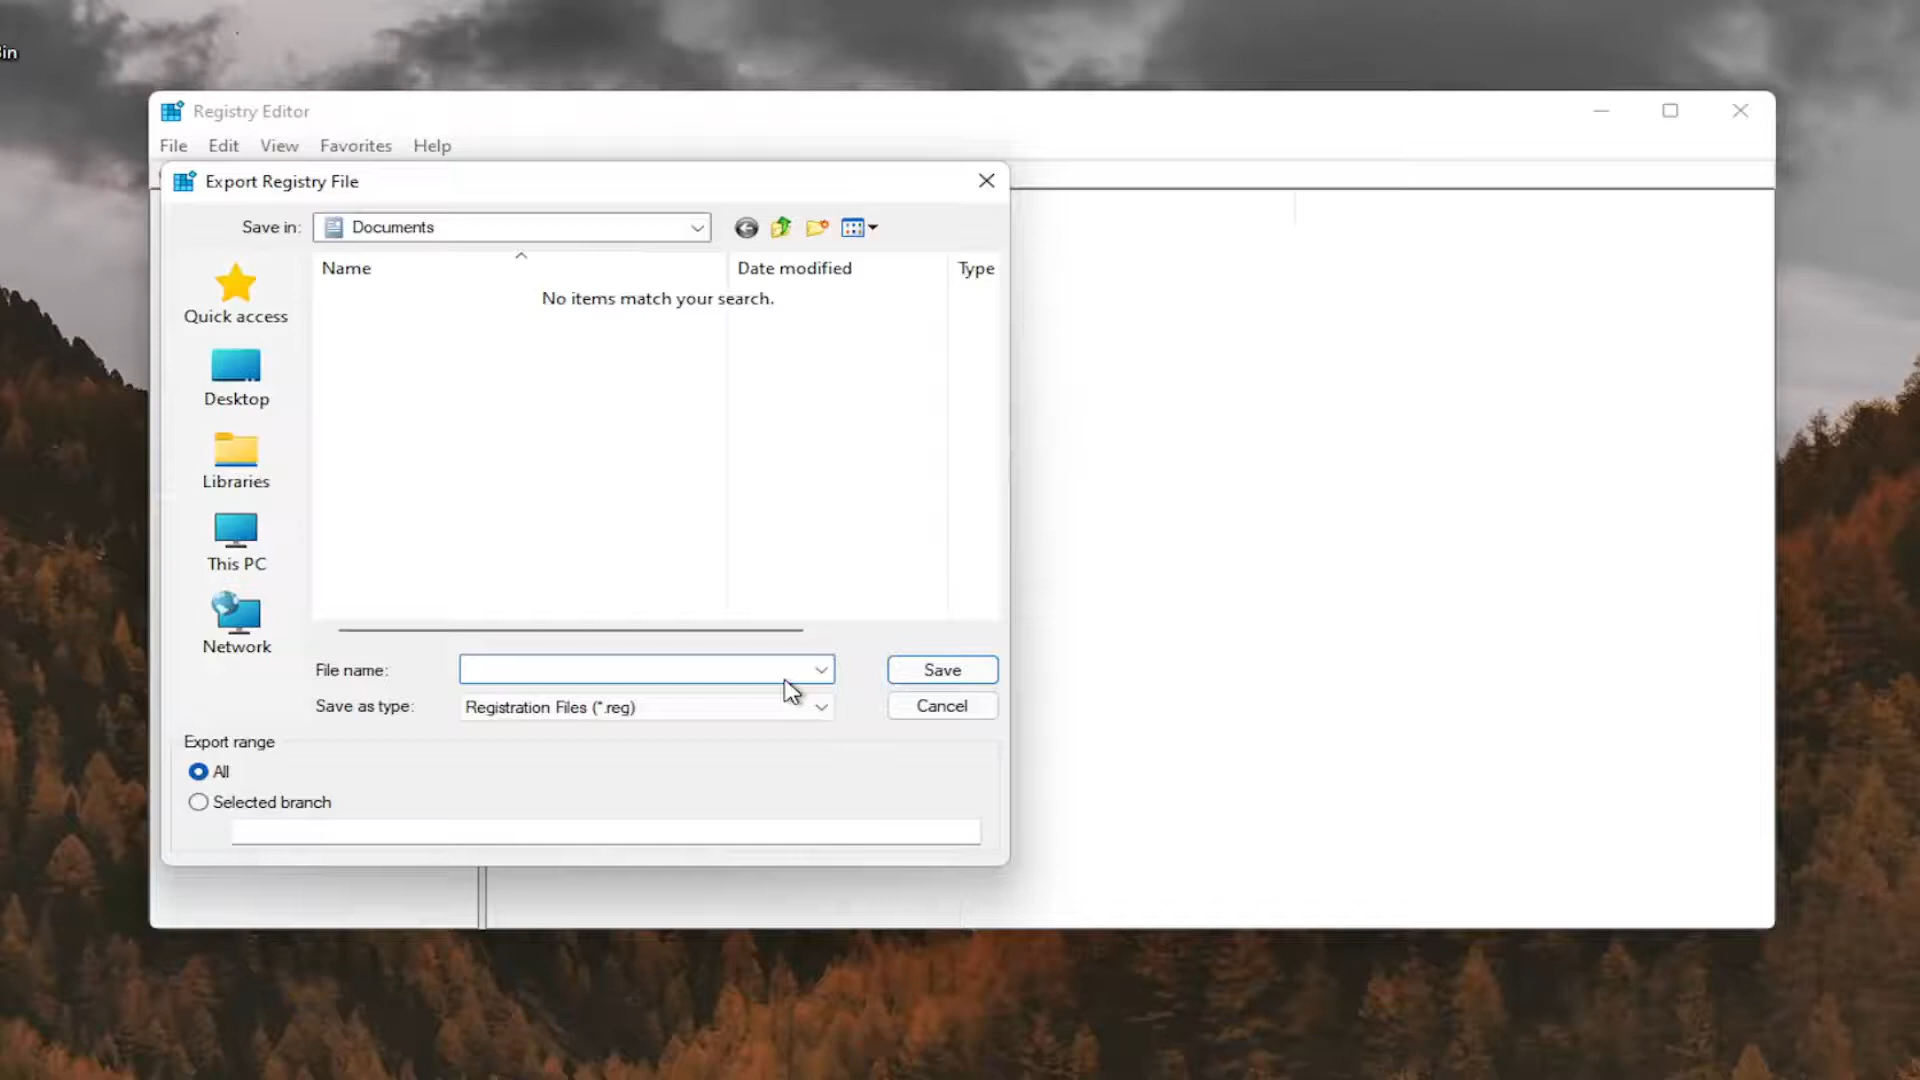 in
Registry Editor
File Edit View Favorites Help
Export Registry File
Save in: Documents
Name Date modified Type
No items match your search.
Quick access
Desktop
Libraries
This PC
Network
File name: Save
Save as type: Registration Files (*.reg) Cancel
Export range
All
Selected branch